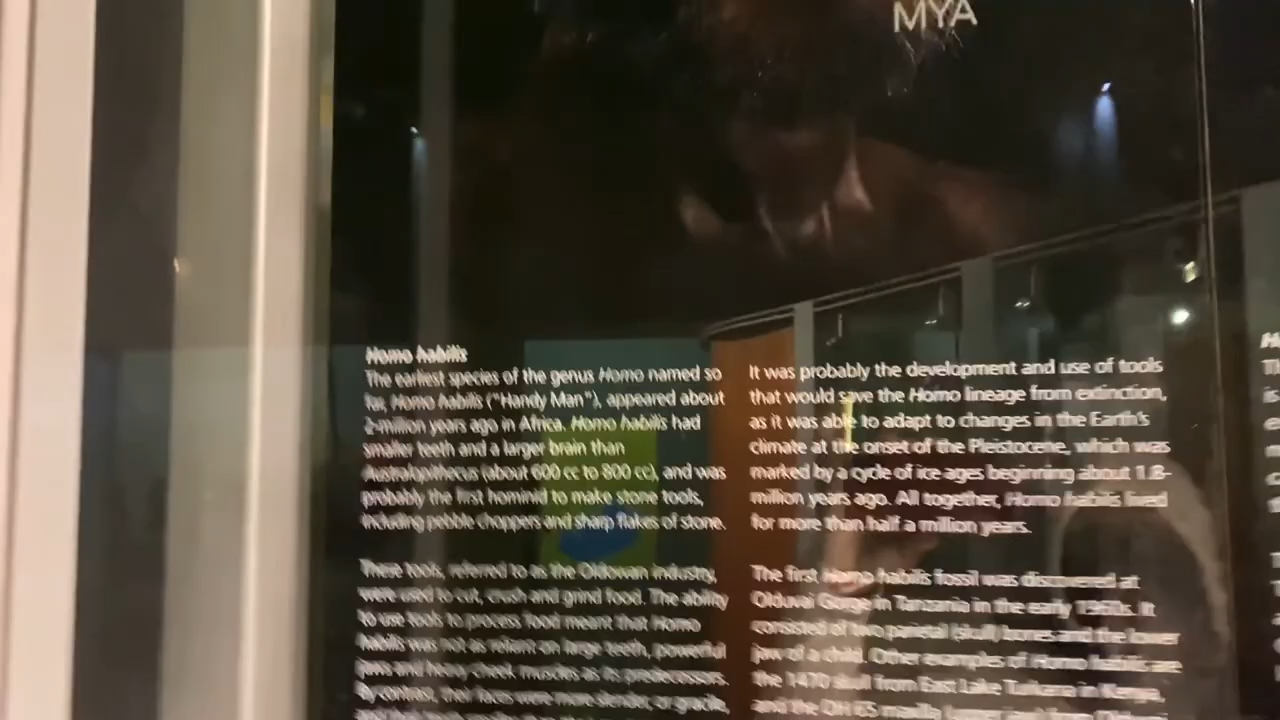 MYA
Homo habilis
The earliest species of the genus Homo named so
far, Homo habilis ("Handy Man"), appeared about
2-million years ago in Africa. Homo habilis had
smaller teeth and a larger brain than
Australopithecus (about 600 cc to 800 cc), and was
probably the first hominid to make stone tools,
including pebble choppers and sharp flakes of stone.
There tools, referred to as the Oldowan industry,
were used to cut, crush and grind food. The ability
to use tools to process food meant that Homo
habilis was not as reliant on large teeth, powerful
jaws and heavy cheek muscles as its predecessors.
By contrast, their faces were more slender, or gracile,
It was probably the development and use of tools
that would save the Homo lineage from extinction,
as it was able to adapt to changes in the Earth's
climate at the onset of the Pleistocene, which was
marked by a cycle of ice ages beginning about 1.8-
million years ago. All together, Homo habilis lived
for more than half a million years.
The first Homo habilis fossil was discovered at
Olduvai Gorge in Tanzania in the early 1960s. It
consisted of two parietal (skull) bones and the lower
jaw of a child. Other examples of Homo habilis are
the 1470 skull from East Lake Turkana in Kenya,
and the OH 65 maxilla